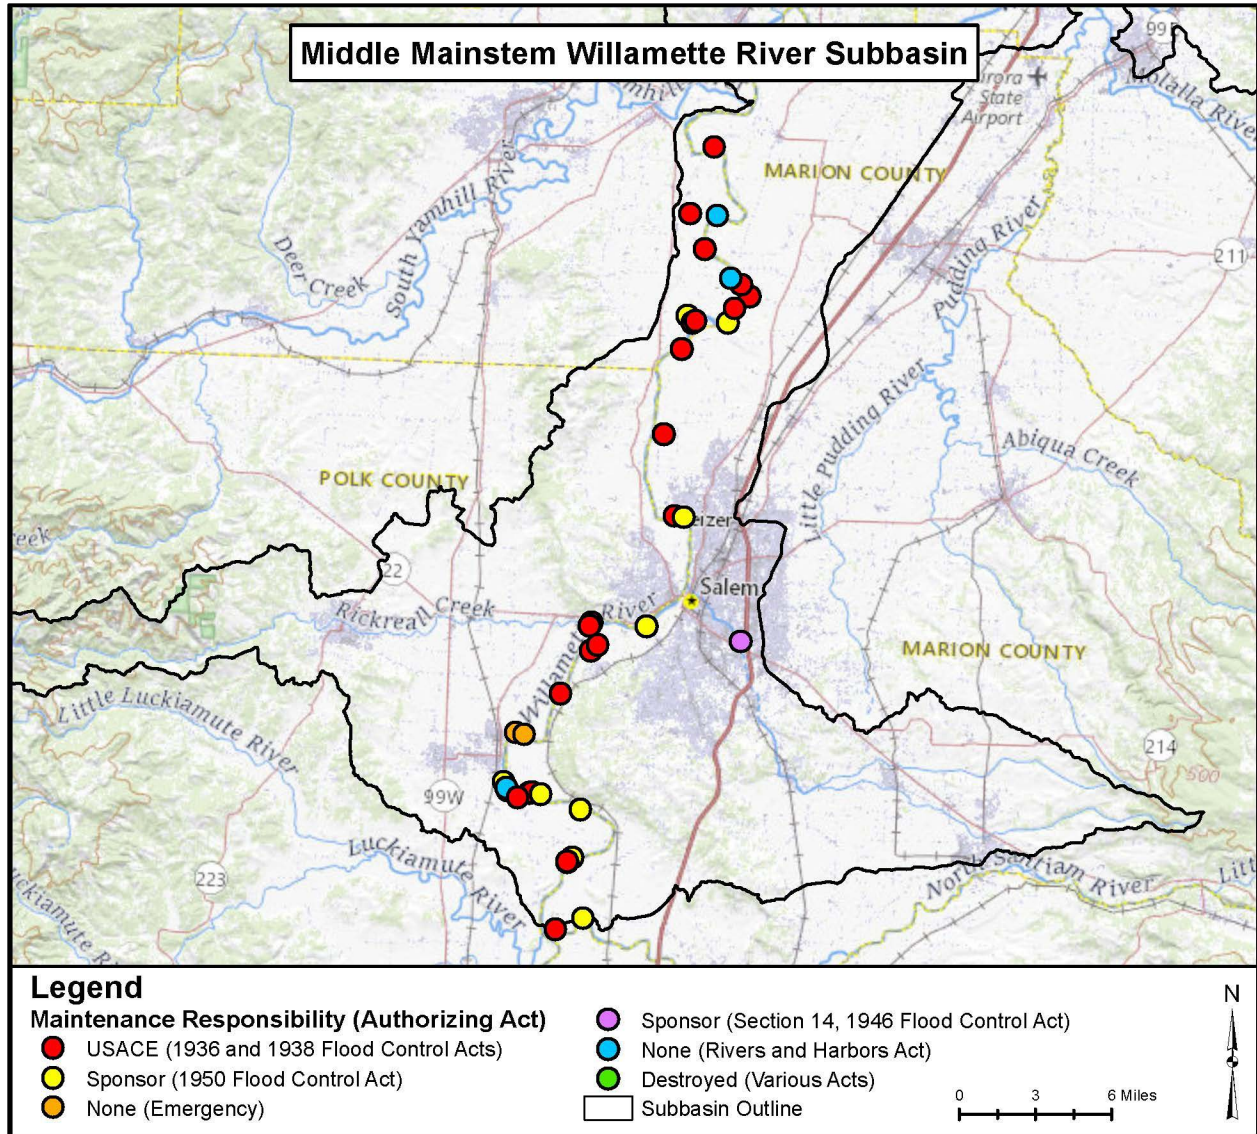 Middle Mainstem Willamette River Subbasin
99
Molalla River
State
Airport
MARION COUNTY
South Yamhill River
Deer Creek
Pudding River
211
Little Pudding River
Abiqua Creek
POLK COUNTY
22
Salem
Rickreall Creek
River
MARION COUNTY
Little Luckiamute River
214
500
99W
Luckiamute River
223
North Santiam River
Legend
Maintenance Responsibility (Authorizing Act)
USACE (1936 and 1938 Flood Control Acts)
Sponsor (1950 Flood Control Act)
None (Emergency)
Sponsor (Section 14, 1946 Flood Control Act)
None (Rivers and Harbors Act)
Destroyed (Various Acts)
Subbasin Outline
N
0 3 6 Miles